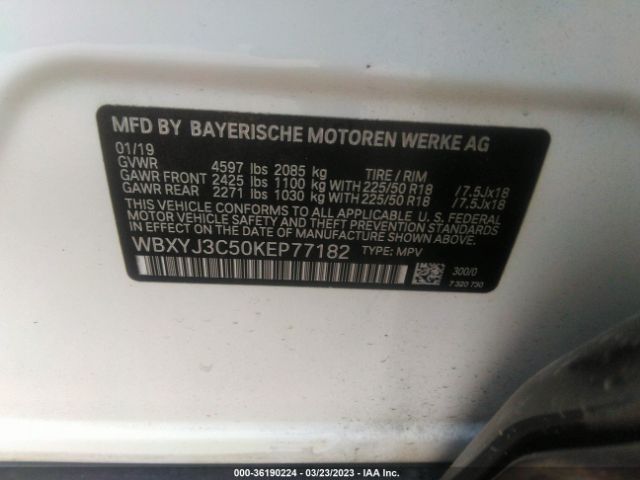 MFD BY BAYERISCHE MOTOREN WERKE AG
01/19
GVWR 4597 lbs 2085 kg TIRE / RIM
GAWR FRONT 2425 lbs 1100 kg WITH 225/50 R18 /7.5Jx18
GAWR REAR 2271 lbs 1030 kg WITH 225/50 R18 /7.5Jx18
THIS VEHICLE CONFORMS TO ALL APPLICABLE U. S. FEDERAL
MOTOR VEHICLE SAFETY, BUMPER, AND THEFT PREVENTION
STANDARDS IN EFFECT ON THE DATE OF MANUFACTURE SHOWN ABOVE.
WBXYJ3C50KEP77182 TYPE: MPV
300/0
7 320 730
000-36190224 - 03/23/2023 - IAA Inc.